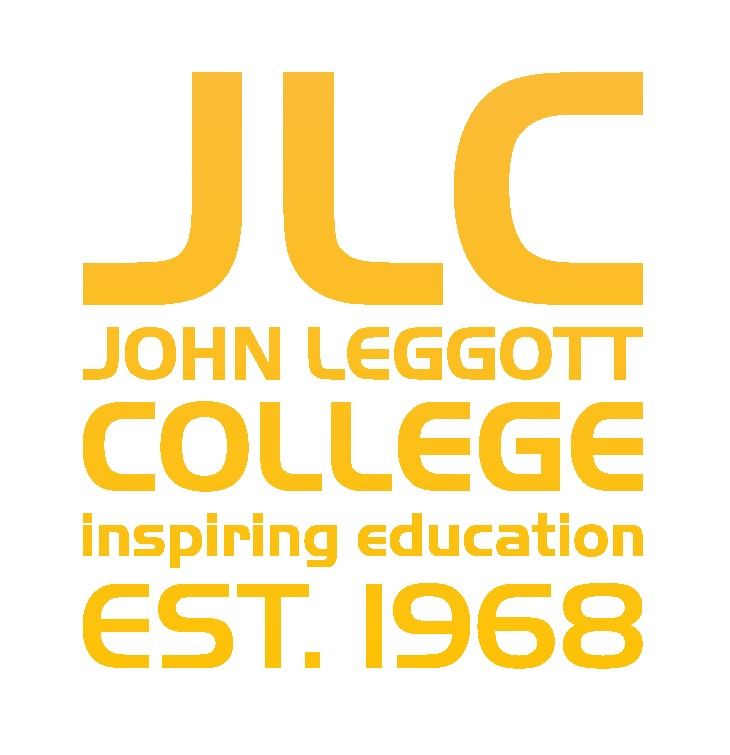 JLC
JOHN LEGGOTT
COLLEGE
inspiring education
EST. 1968